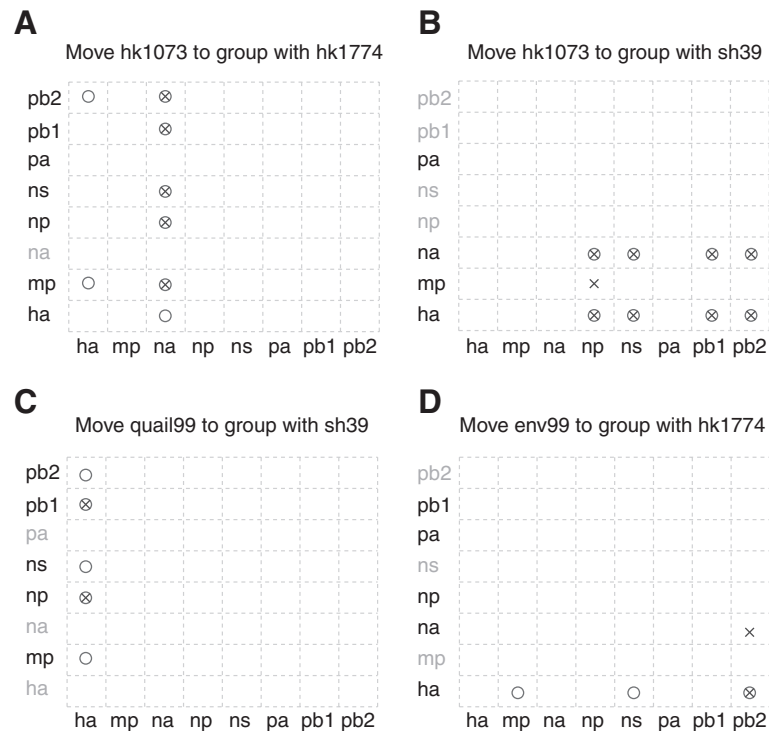 A
Move hk1073 to group with hk1774
pb2
pb1
pa
ns
np
na
mp
ha
ha mp na np ns pa pb1 pb2
B
Move hk1073 to group with sh39
pb2
pb1
pa
ns
np
na
mp
ha
ha mp na np ns pa pb1 pb2
C
Move quail99 to group with sh39
pb2
pb1
pa
ns
np
na
mp
ha
ha mp na np ns pa pb1 pb2
D
Move env99 to group with hk1774
pb2
pb1
pa
ns
np
na
mp
ha
ha mp na np ns pa pb1 pb2